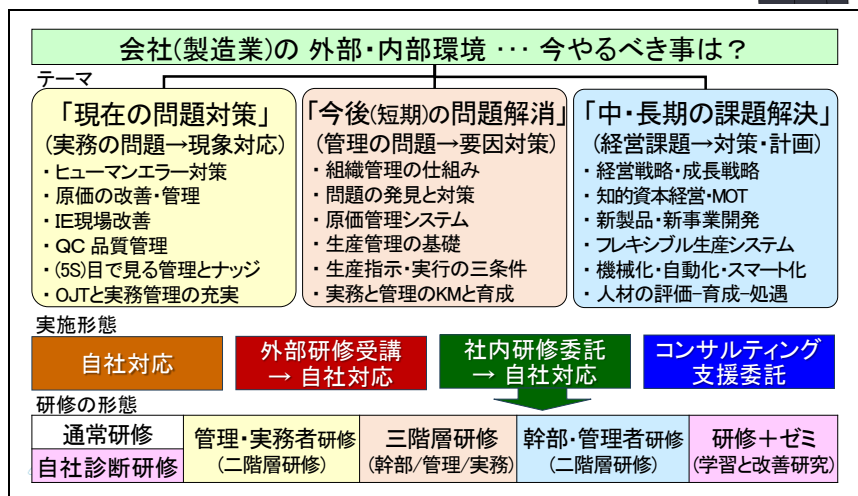 会社(製造業)の 外部・内部環境 … 今やるべき事は？
テーマ
「現在の問題対策」
(実務の問題→現象対応)
・ヒューマンエラー対策
・原価の改善・管理
・IE現場改善
・QC 品質管理
・(5S)目で見る管理とナッジ
・OJTと実務管理の充実
「今後(短期)の問題解消」
(管理の問題→要因対策)
・組織管理の仕組み
・問題の発見と対策
・原価管理システム
・生産管理の基礎
・生産指示・実行の三条件
・実務と管理のKMと育成
「中・長期の課題解決」
(経営課題→対策・計画)
・経営戦略・成長戦略
・知的資本経営・MOT
・新製品・新事業開発
・フレキシブル生産システム
・機械化・自動化・スマート化
・人材の評価-育成-処遇
実施形態
自社対応
外部研修受講
→ 自社対応
社内研修委託
→ 自社対応
コンサルティング
支援委託
研修の形態
通常研修
自社診断研修
管理・実務者研修
(二階層研修)
三階層研修
(幹部/管理/実務)
幹部・管理者研修
(二階層研修)
研修＋ゼミ
(学習と改善研究)